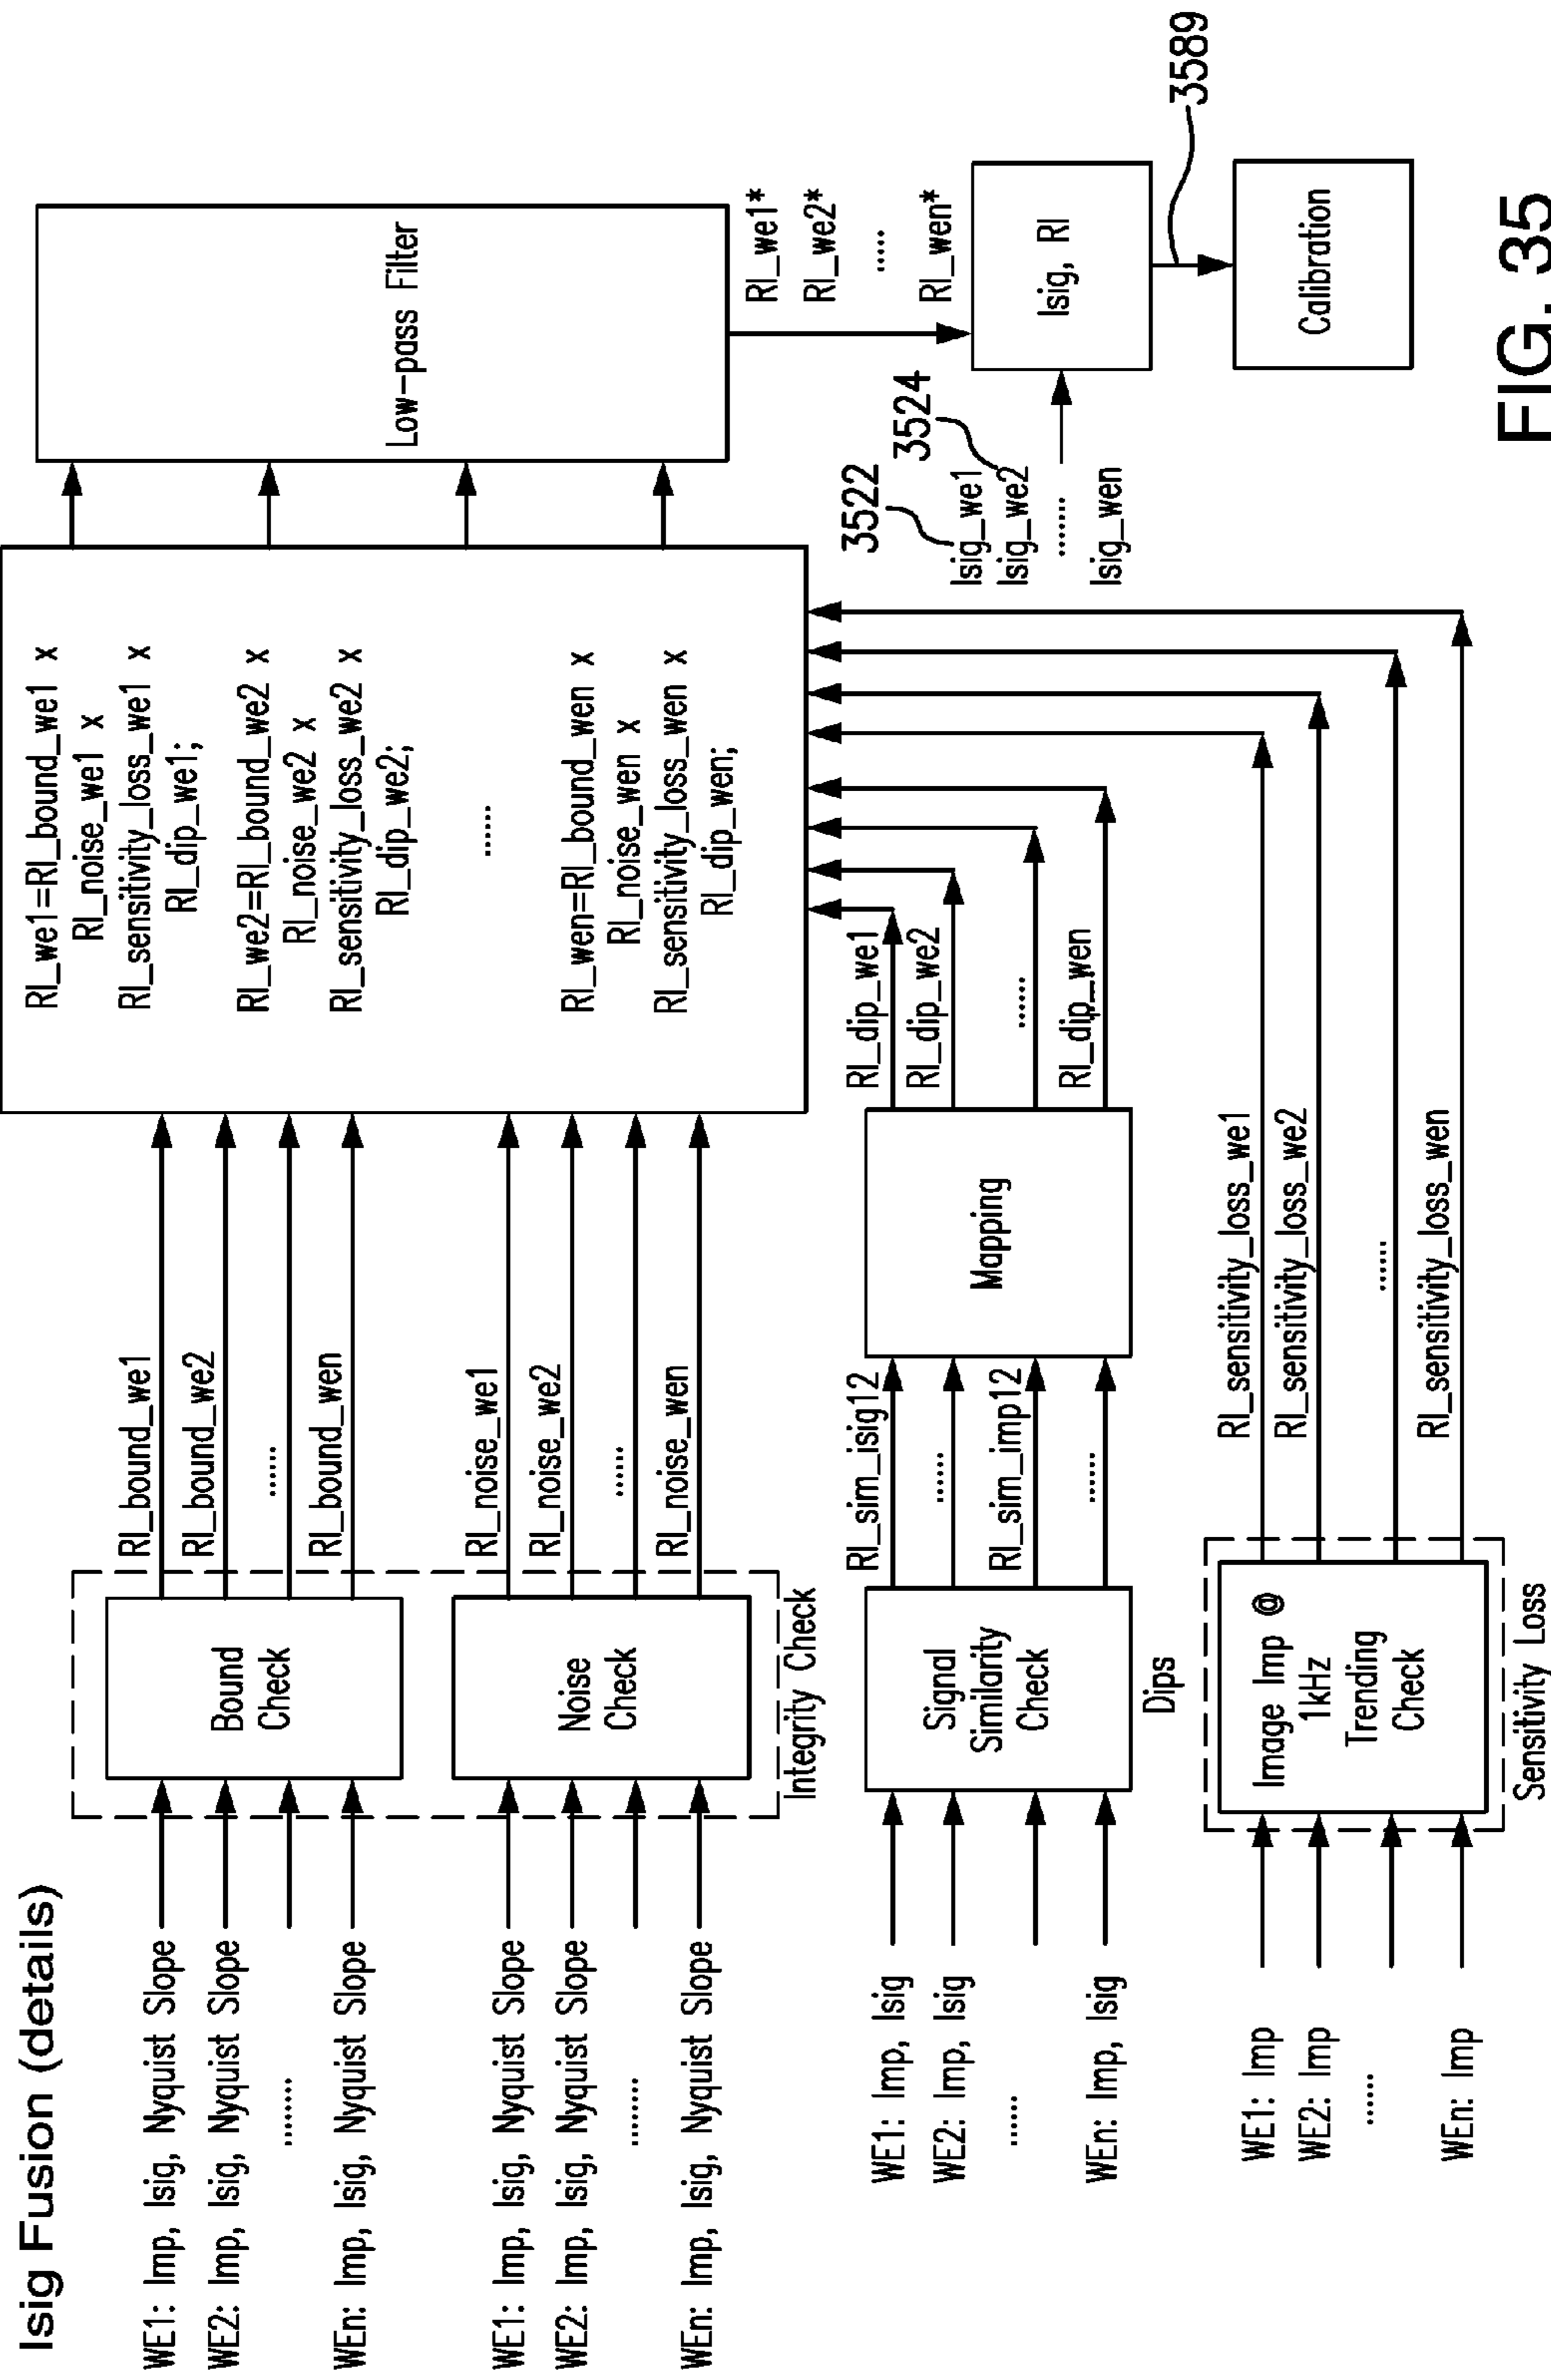 Isig Fusion (details)
WE1: Imp, Isig, Nyquist Slope
WE2: Imp, Isig, Nyquist Slope
........
WEn: Imp, Isig, Nyquist Slope
Bound
Check
RI_bound_we1
RI_bound_we2
......
RI_bound_wen
WE1: Imp, Isig, Nyquist Slope
WE2: Imp, Isig, Nyquist Slope
........
WEn: Imp, Isig, Nyquist Slope
Noise
Check
Integrity Check
RI_noise_we1
RI_noise_we2
......
RI_noise_wen
WE1: Imp, Isig
WE2: Imp, Isig
......
WEn: Imp, Isig
Signal
Similarity
Check
Dips
RI_sim_isig12
......
RI_sim_imp12
......
Mapping
RI_dip_we1
RI_dip_we2
......
RI_dip_wen
WE1: Imp
WE2: Imp
......
WEn: Imp
Image Imp @
1kHz
Trending
Check
Sensitivity Loss
RI_sensitivity_loss_we1
RI_sensitivity_loss_we2
......
RI_sensitivity_loss_wen
RI_we1=RI_bound_we1 x
RI_noise_we1 x
RI_sensitivity_loss_we1 x
RI_dip_we1;
RI_we2=RI_bound_we2 x
RI_noise_we2 x
RI_sensitivity_loss_we2 x
RI_dip_we2;
......
RI_wen=RI_bound_wen x
RI_noise_wen x
RI_sensitivity_loss_wen x
RI_dip_wen;
Low-pass Filter
RI_we1*
RI_we2*
.....
RI_wen*
3522
3524
Isig_we1
Isig_we2
.......
Isig_wen
Isig, RI
3589
Calibration
FIG. 35